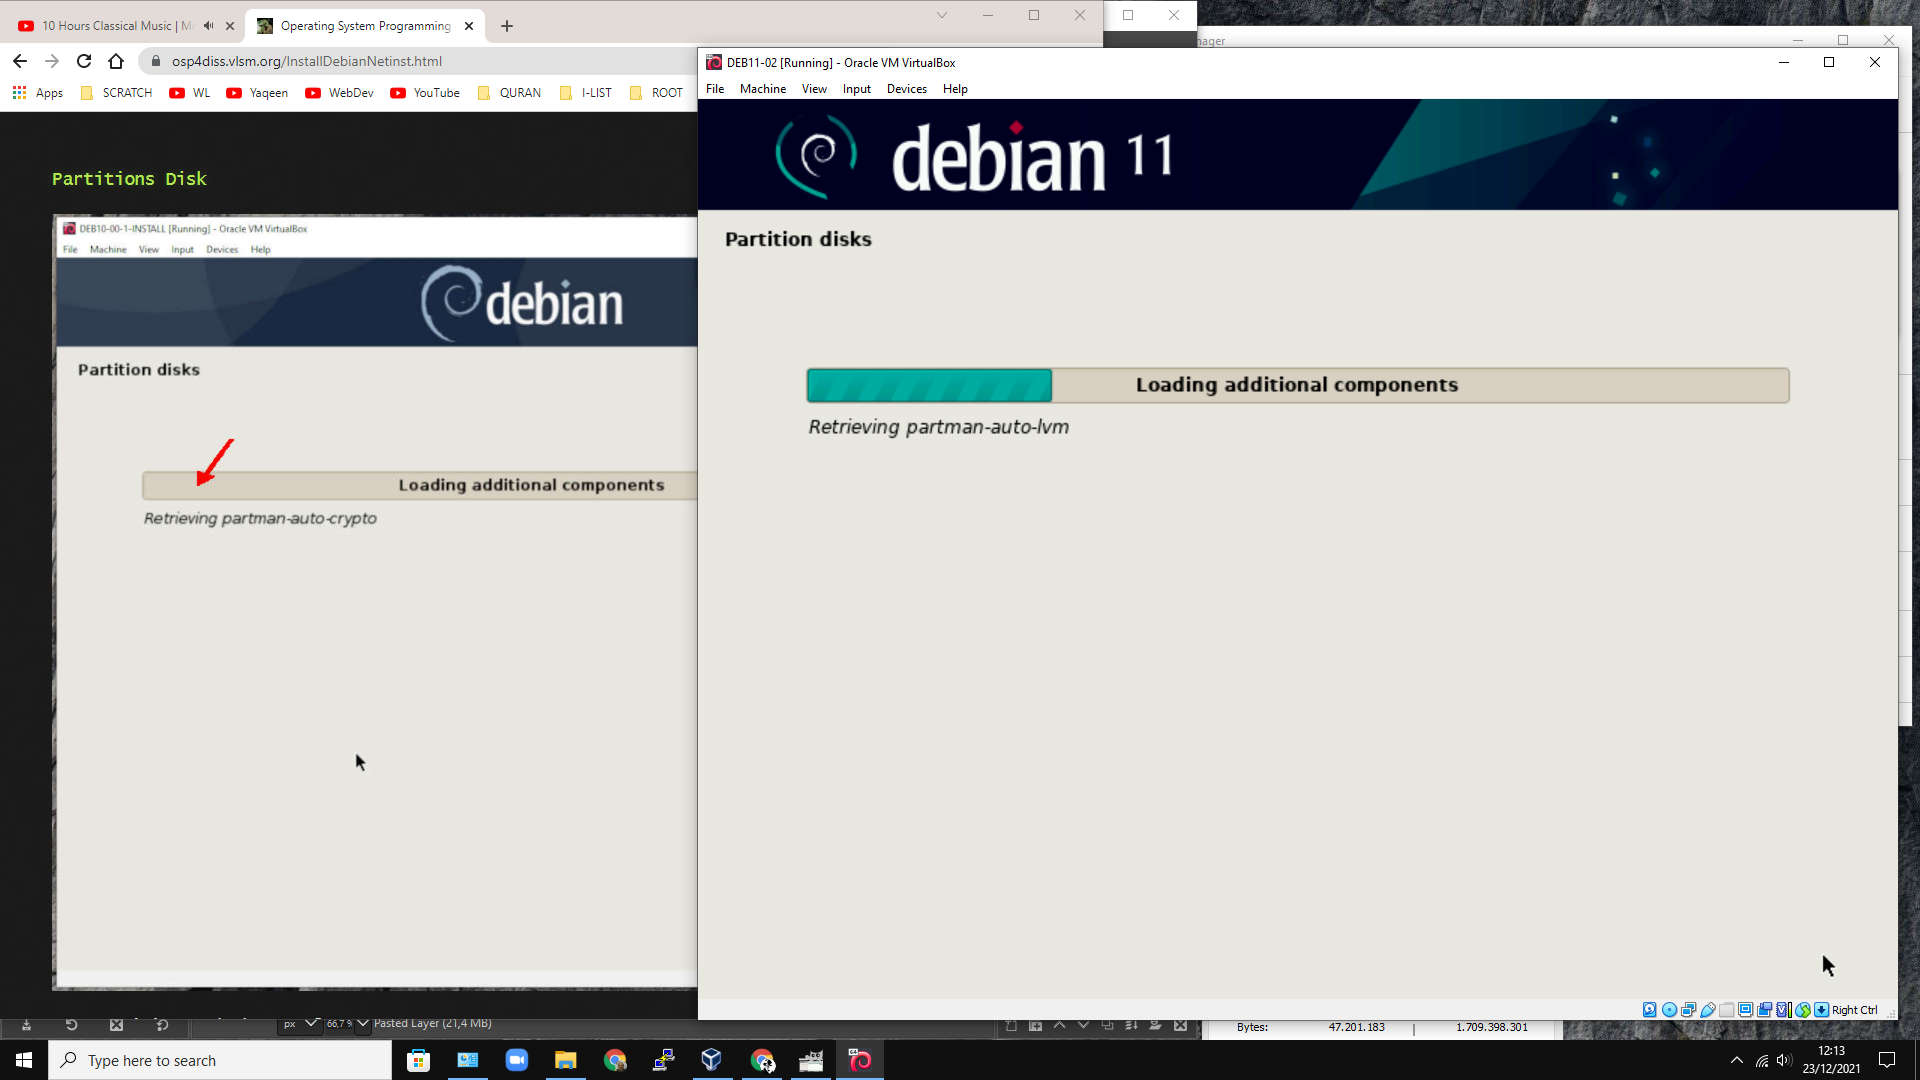 10 Hours Classical Music | M
Operating System Programming
osp4diss.vlsm.org/InstallDebianNetinst.html
Apps SCRATCH WL Yaqeen WebDev YouTube QURAN I-LIST ROOT
Partitions Disk
DEB10-00-1-INSTALL [Running] - Oracle VM VirtualBox
File Machine View Input Devices Help
debian
Partition disks
Loading additional components
Retrieving partman-auto-crypto
nager
DEB11-02 [Running] - Oracle VM VirtualBox
File Machine View Input Devices Help
debian 11
Partition disks
Loading additional components
Retrieving partman-auto-lvm
Right Ctrl
px 66,7 Pasted Layer (21,4 MB)
Bytes: 47.201.183 | 1.709.398.301
Type here to search
12:13
23/12/2021